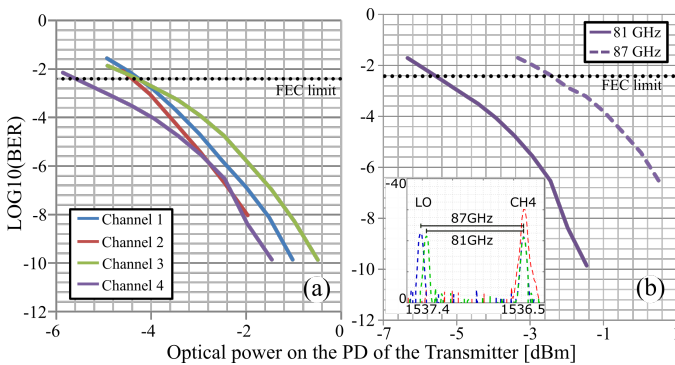 0
-2
-4
-6
-8
-10
-12
-6
-4
-2
0
LOG10(BER)
FEC limit
Channel 1
Channel 2
Channel 3
Channel 4
(a)
0
-2
-4
-6
-8
-10
-12
-7
-5
-3
-1
81 GHz
87 GHz
FEC limit
-40
LO
CH4
87GHz
81GHz
0
1537.4
1536.5
(b)
Optical power on the PD of the Transmitter [dBm]